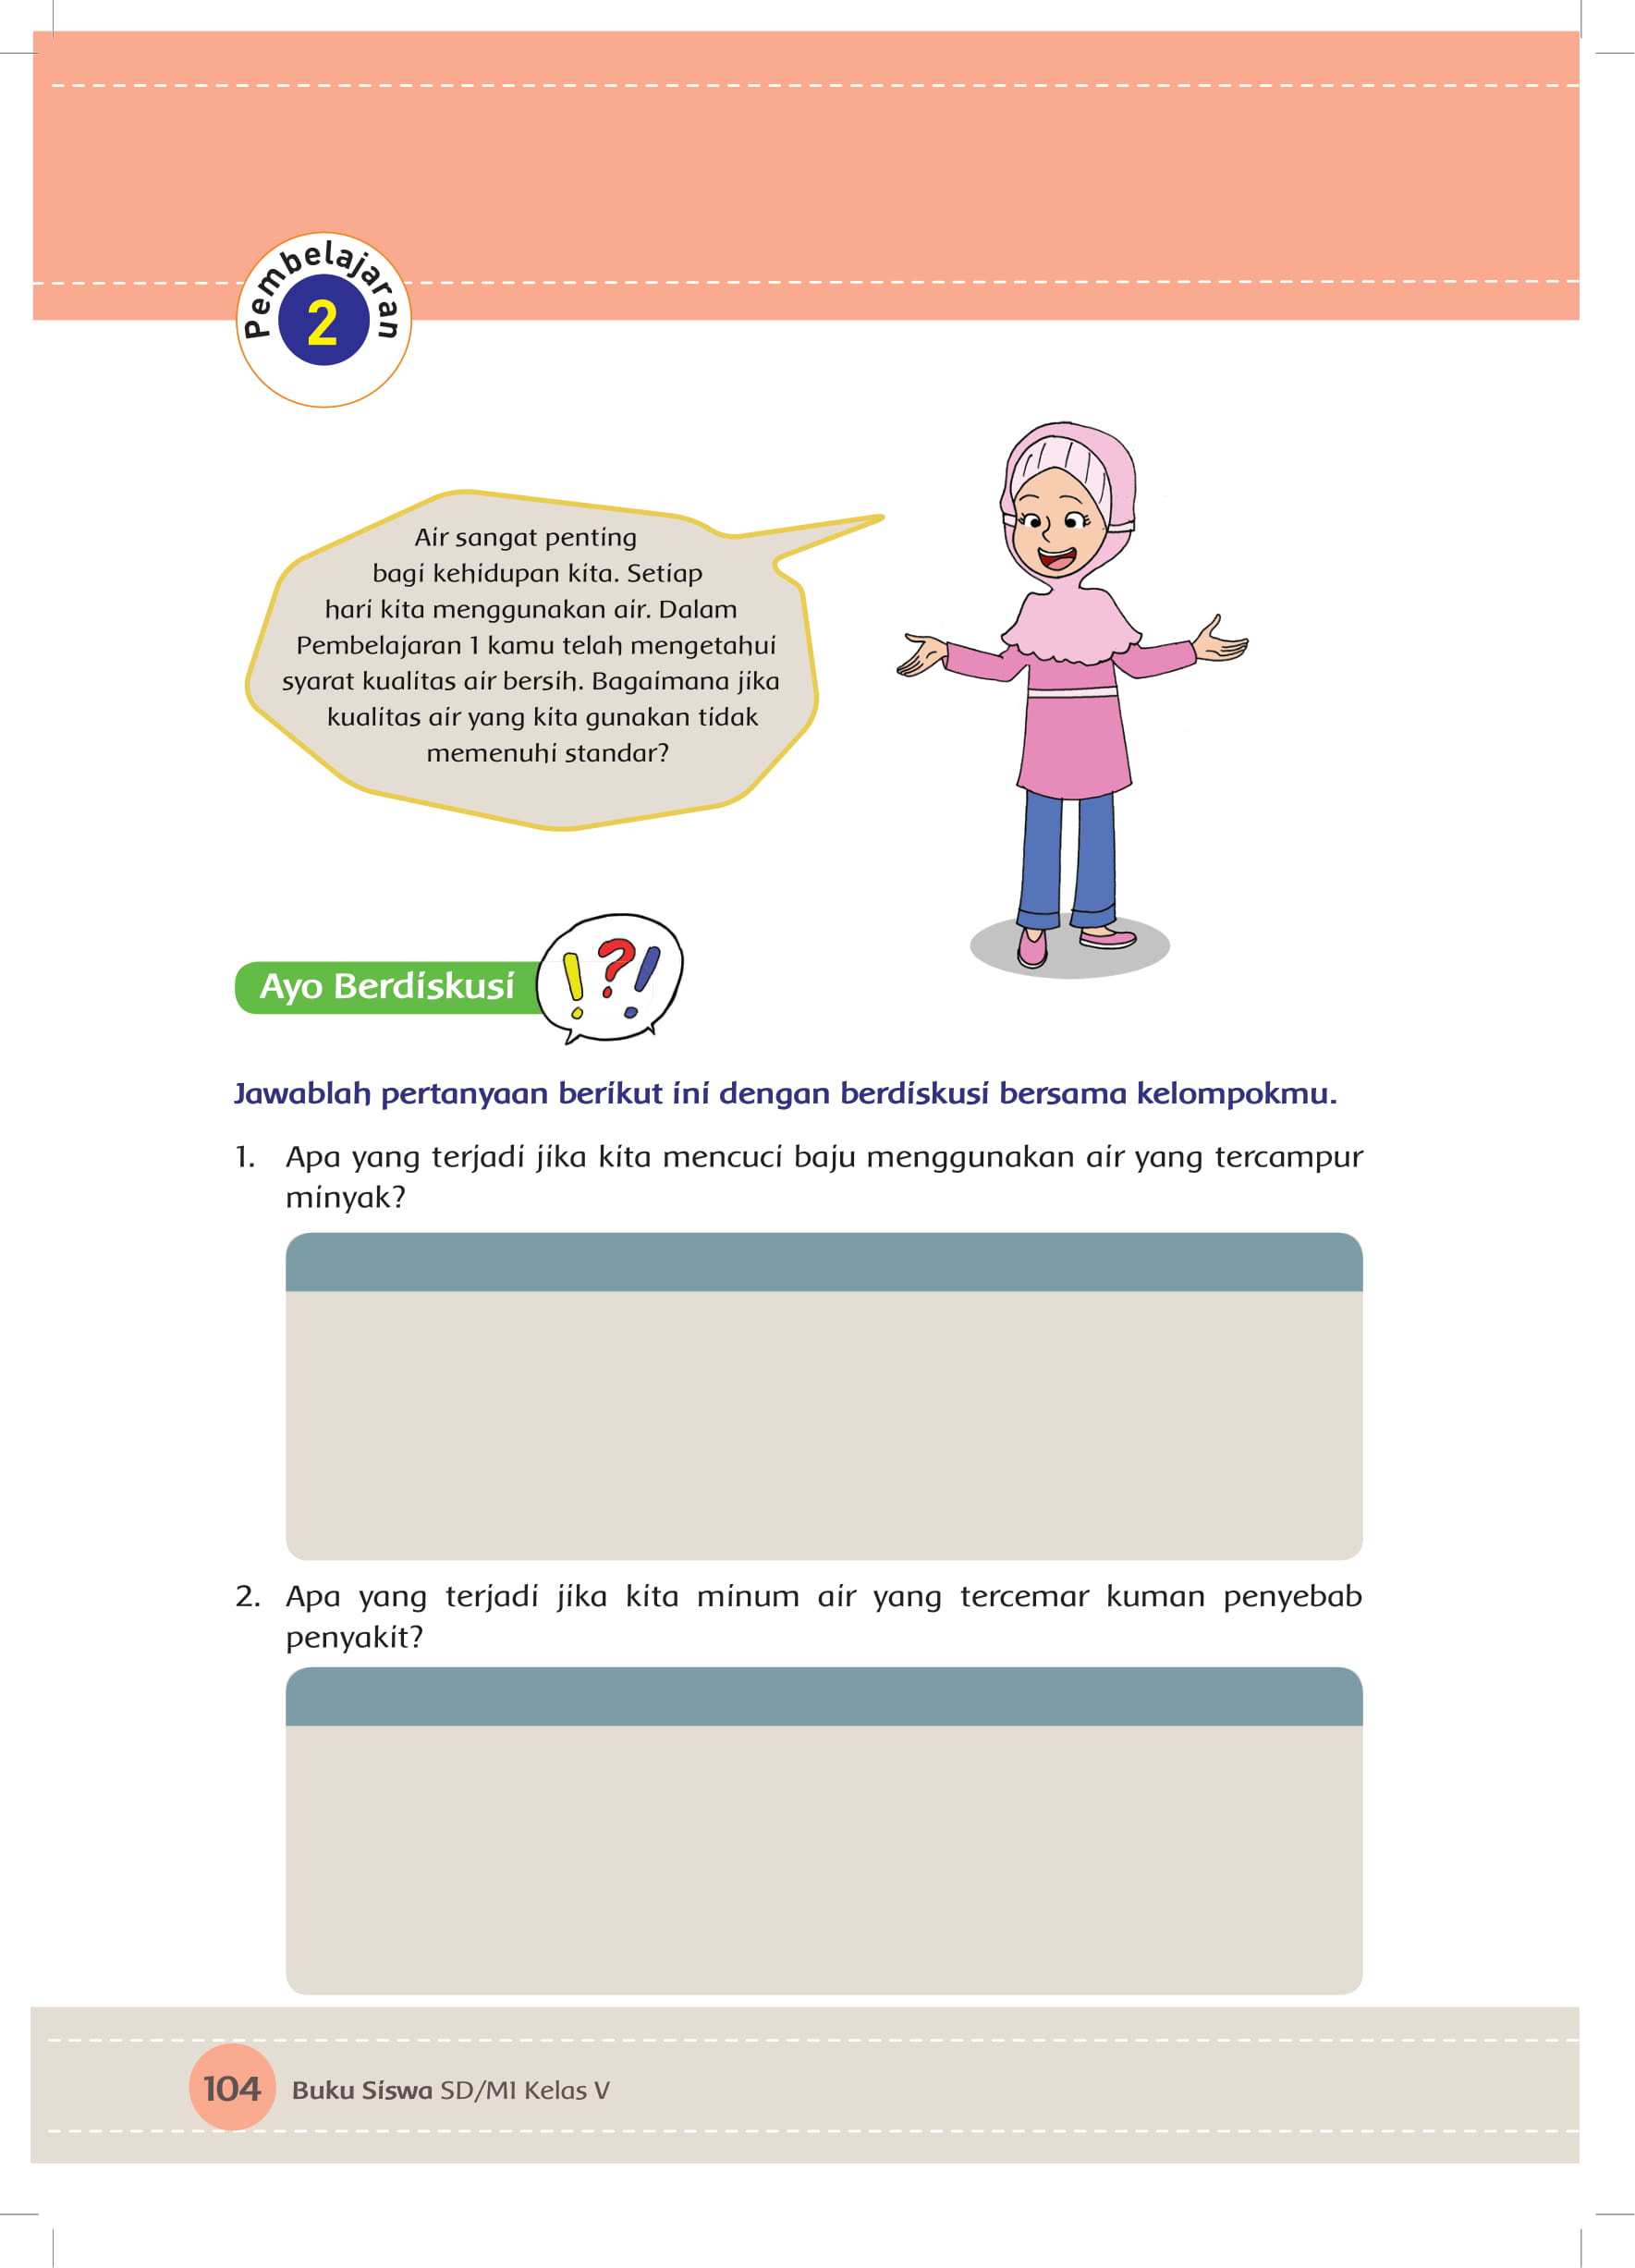 Pembelajaran
2
Air sangat penting
bagi kehidupan kita. Setiap
hari kita menggunakan air. Dalam
Pembelajaran 1 kamu telah mengetahui
syarat kualitas air bersih. Bagaimana jika
kualitas air yang kita gunakan tidak
memenuhi standar?
Ayo Berdiskusi
! ? !
Jawablah pertanyaan berikut ini dengan berdiskusi bersama kelompokmu.
1. Apa yang terjadi jika kita mencuci baju menggunakan air yang tercampur
minyak?
2. Apa yang terjadi jika kita minum air yang tercemar kuman penyebab
penyakit?
104 Buku Siswa SD/MI Kelas V